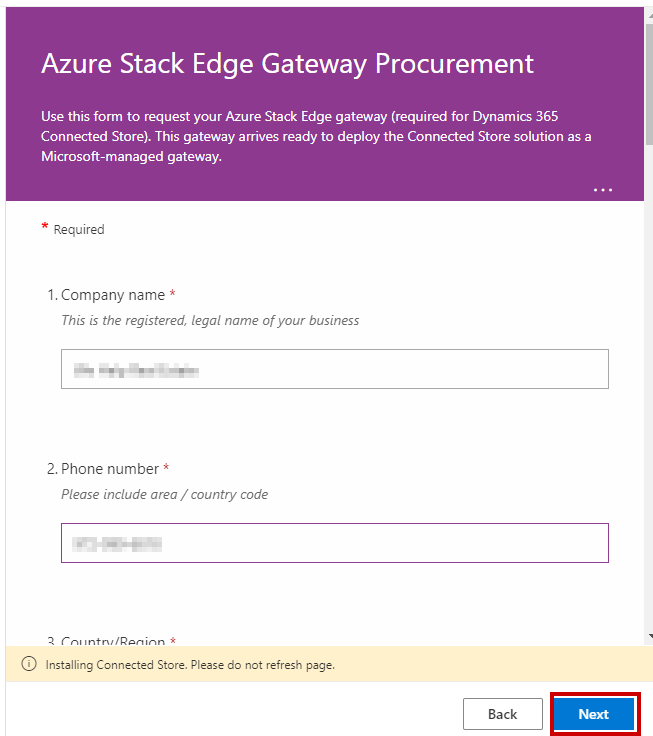 Azure Stack Edge Gateway Procurement
Use this form to request your Azure Stack Edge gateway (required for Dynamics 365
Connected Store). This gateway arrives ready to deploy the Connected Store solution as a
Microsoft-managed gateway.
...
* Required
1. Company name *
This is the registered, legal name of your business
2. Phone number *
Please include area / country code
3. Country/Region *
Installing Connected Store. Please do not refresh page.
Back Next